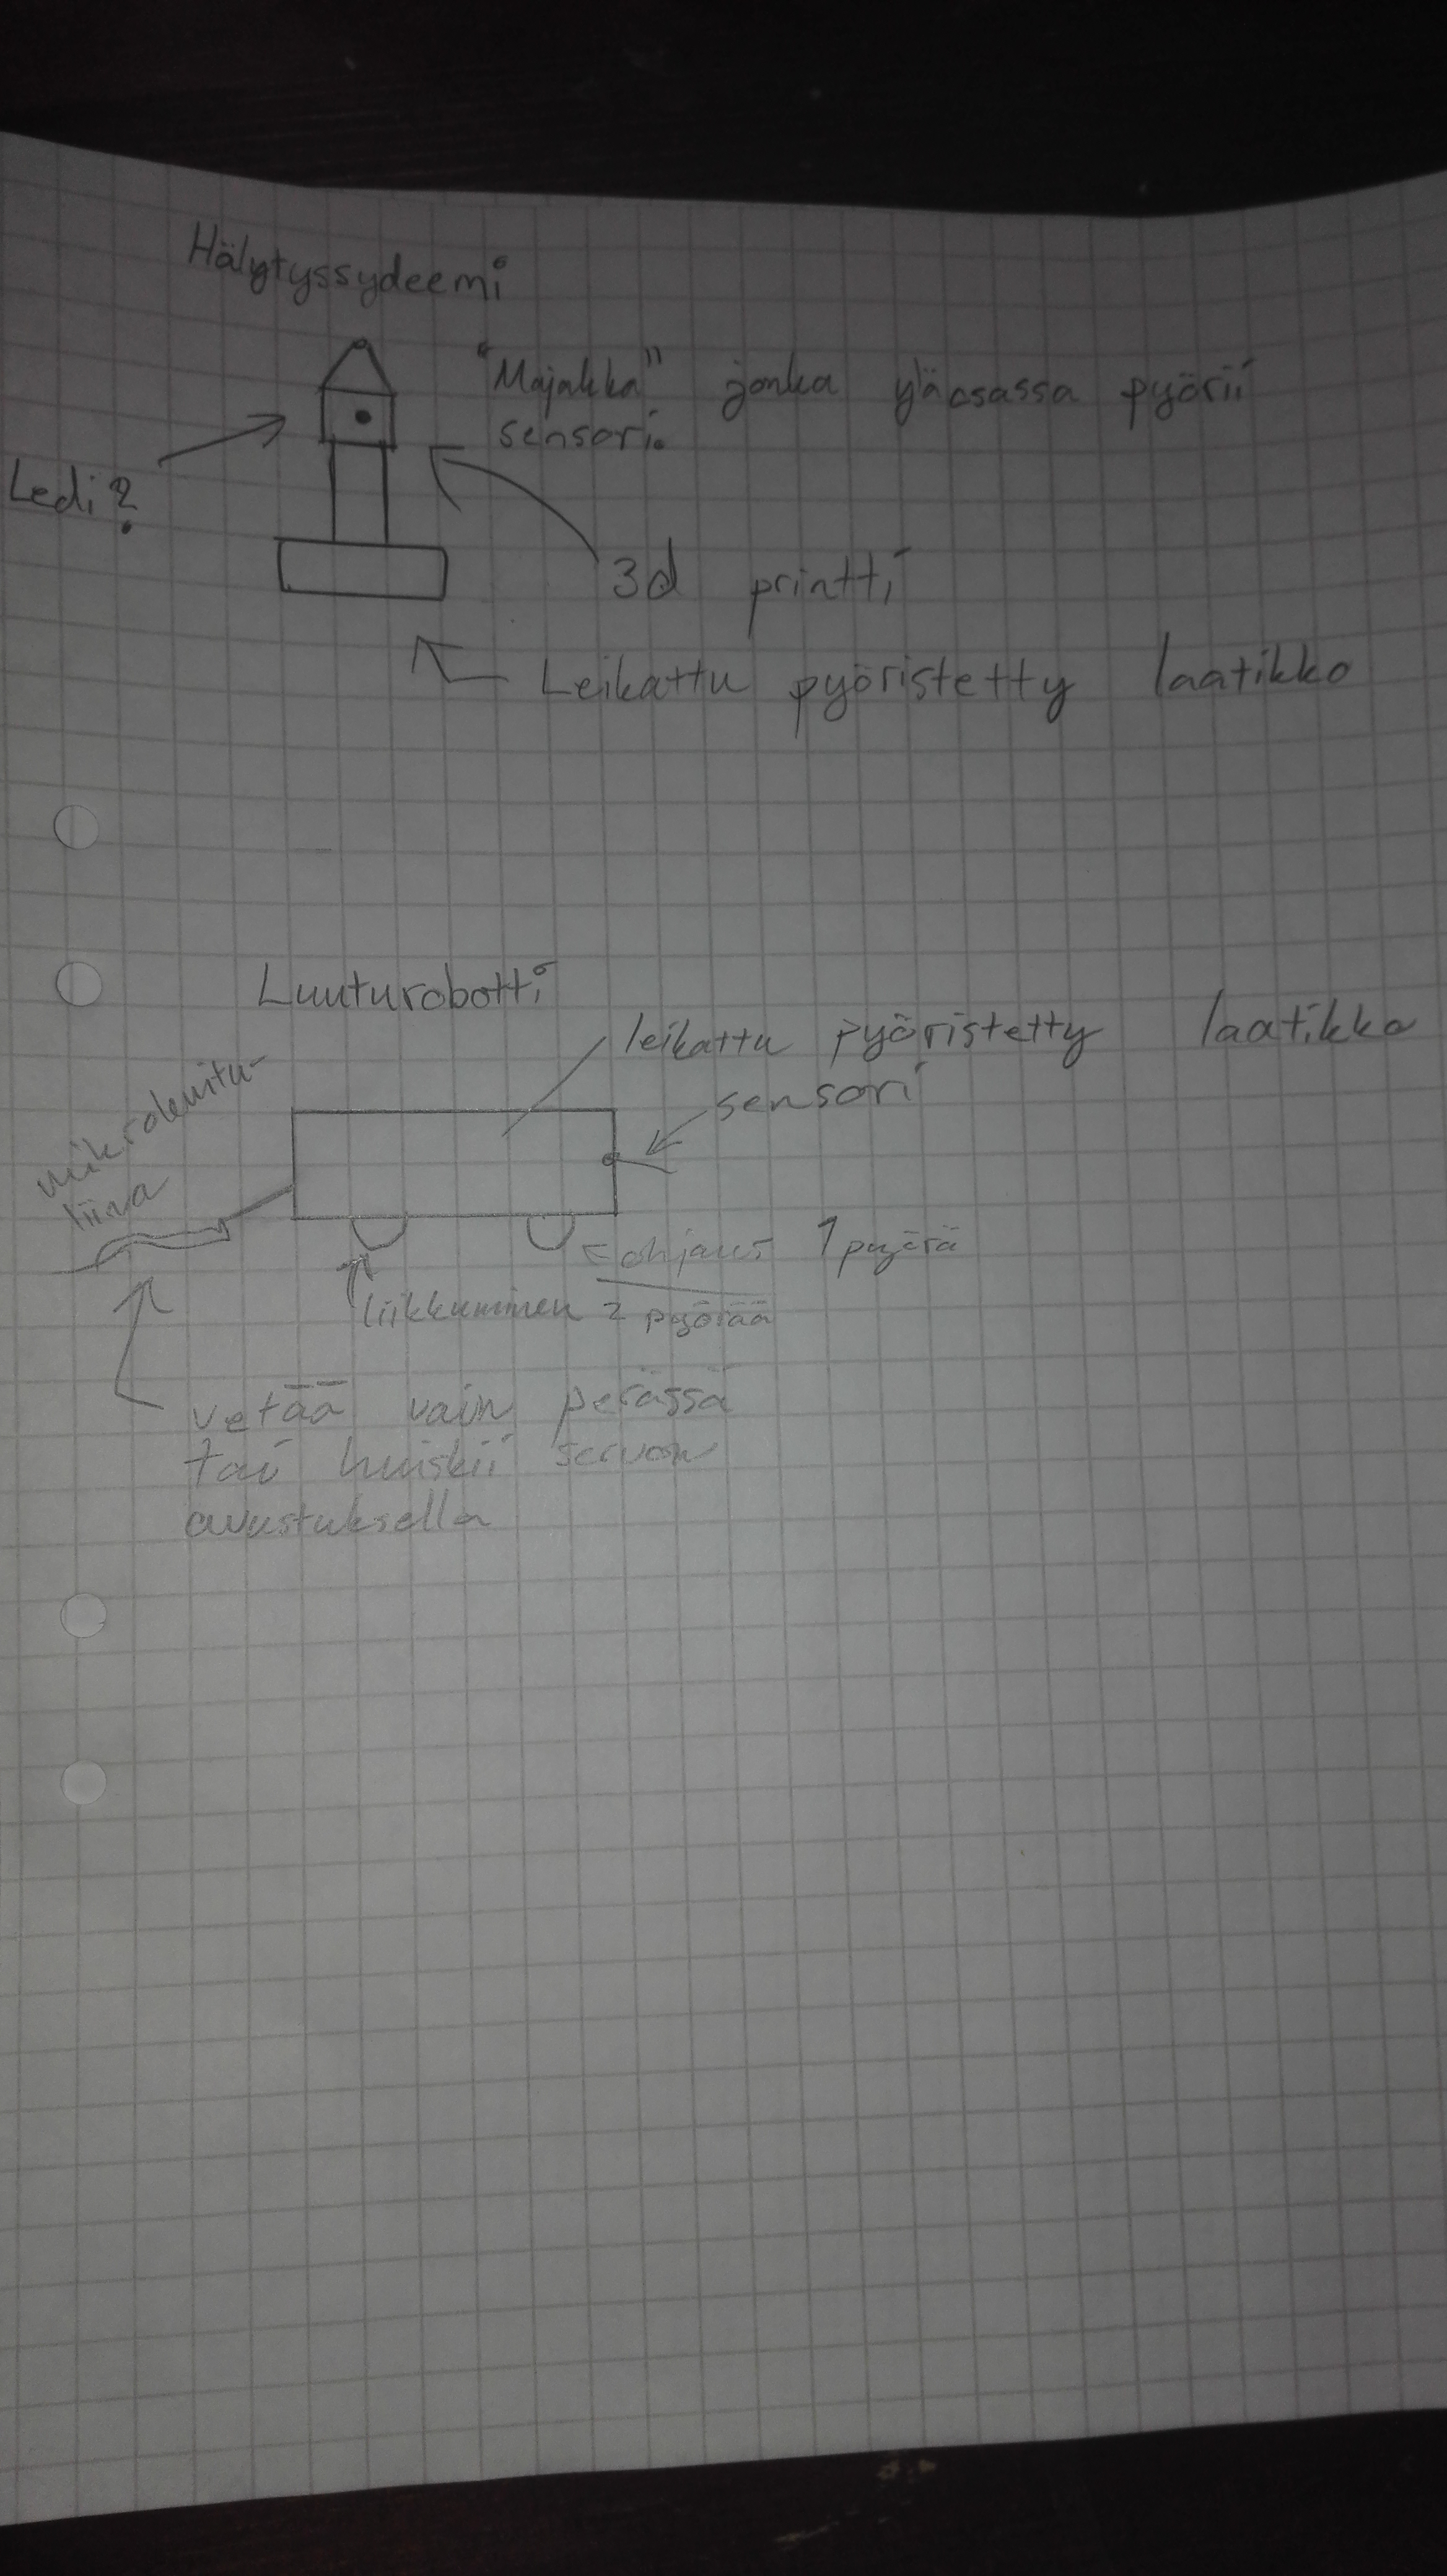 Hälytyssydeemi
"Majakka" jonka yläosassa pyörii
sensori.
Ledi?
3d printti
Leikattu pyöristetty laatikko
Luuturobotti
leikattu pyöristetty laatikko
sensori
mikrokuitu-
liina
ohjaus 1 pyörä
liikkuminen 2 pyörää
vetää vain perässä
tai huiskii servon
avustuksella